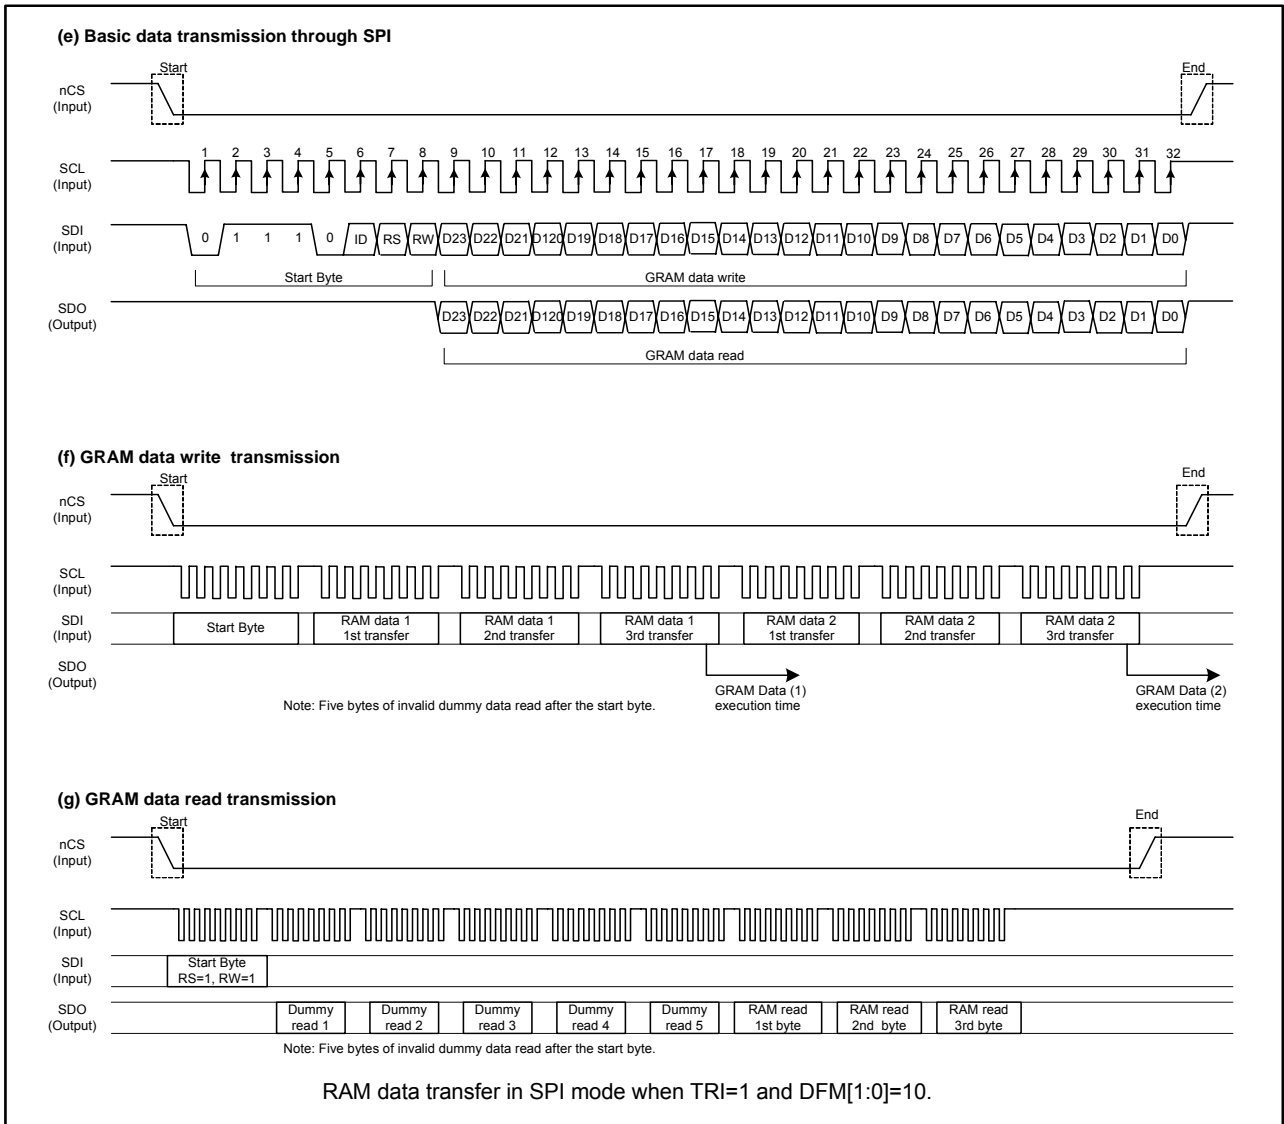 (e) Basic data transmission through SPI
Start
End
nCS
(Input)
1 2 3 4 5 6 7 8 9 10 11 12 13 14 15 16 17 18 19 20 21 22 23 24 25 26 27 28 29 30 31 32
SCL
(Input)
SDI
(Input)
0 1 1 1 0 ID RS RW D23 D22 D21 D120 D19 D18 D17 D16 D15 D14 D13 D12 D11 D10 D9 D8 D7 D6 D5 D4 D3 D2 D1 D0
Start Byte
GRAM data write
SDO
(Output)
D23 D22 D21 D120 D19 D18 D17 D16 D15 D14 D13 D12 D11 D10 D9 D8 D7 D6 D5 D4 D3 D2 D1 D0
GRAM data read
(f) GRAM data write transmission
Start
End
nCS
(Input)
SCL
(Input)
SDI
(Input)
Start Byte
RAM data 1
1st transfer
RAM data 1
2nd transfer
RAM data 1
3rd transfer
RAM data 2
1st transfer
RAM data 2
2nd transfer
RAM data 2
3rd transfer
SDO
(Output)
GRAM Data (1)
execution time
GRAM Data (2)
execution time
Note: Five bytes of invalid dummy data read after the start byte.
(g) GRAM data read transmission
Start
End
nCS
(Input)
SCL
(Input)
SDI
(Input)
Start Byte
RS=1, RW=1
SDO
(Output)
Dummy
read 1
Dummy
read 2
Dummy
read 3
Dummy
read 4
Dummy
read 5
RAM read
1st byte
RAM read
2nd byte
RAM read
3rd byte
Note: Five bytes of invalid dummy data read after the start byte.
RAM data transfer in SPI mode when TRI=1 and DFM[1:0]=10.